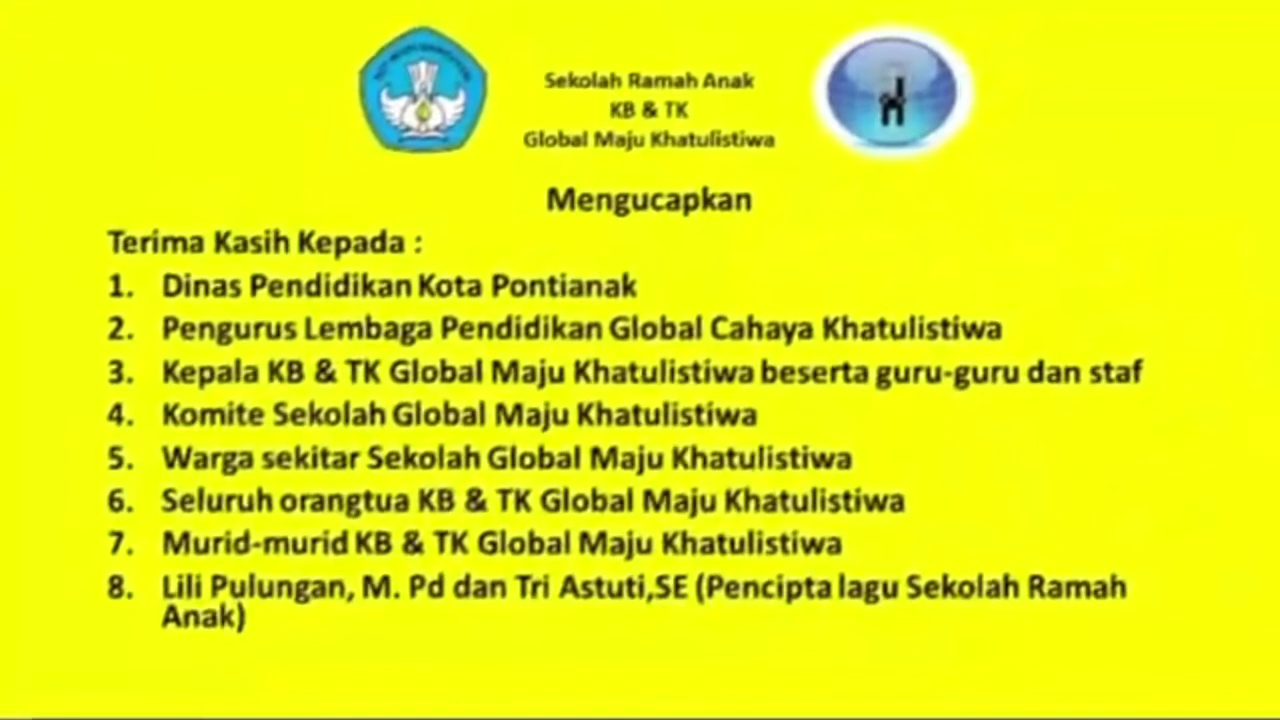 Sekolah Ramah Anak
KB & TK
Global Maju Khatulistiwa
Mengucapkan
Terima Kasih Kepada :
1. Dinas Pendidikan Kota Pontianak
2. Pengurus Lembaga Pendidikan Global Cahaya Khatulistiwa
3. Kepala KB & TK Global Maju Khatulistiwa beserta guru-guru dan staf
4. Komite Sekolah Global Maju Khatulistiwa
5. Warga sekitar Sekolah Global Maju Khatulistiwa
6. Seluruh orangtua KB & TK Global Maju Khatulistiwa
7. Murid-murid KB & TK Global Maju Khatulistiwa
8. Lili Pulungan, M. Pd dan Tri Astuti,SE (Pencipta lagu Sekolah Ramah
Anak)